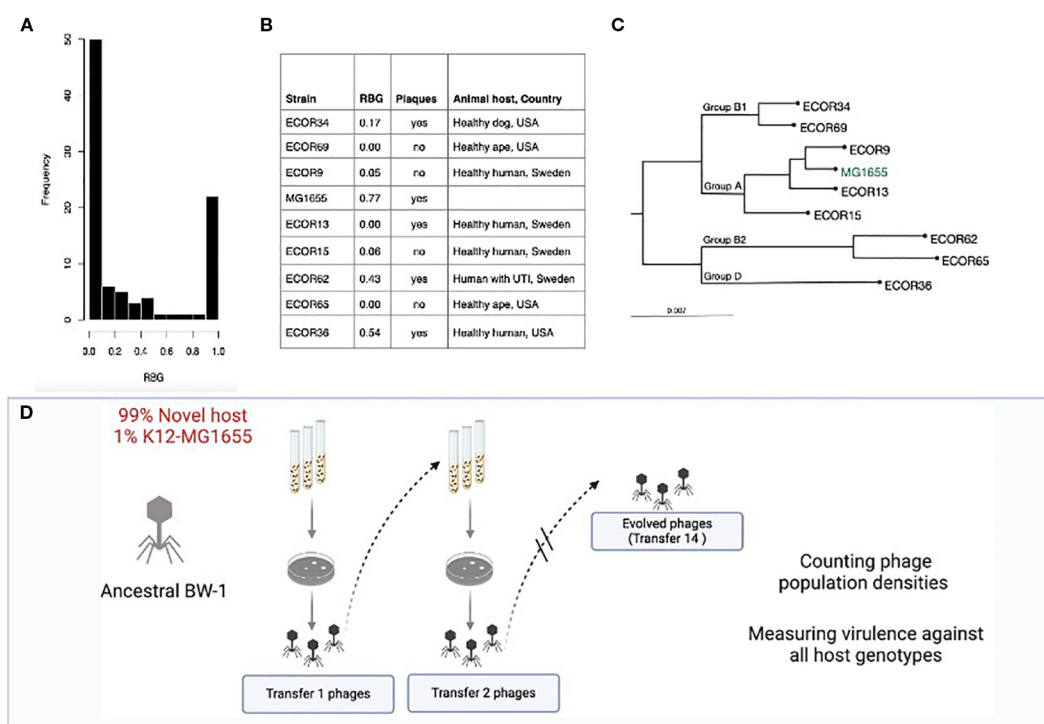 A
Frequency
50
40
30
20
10
0
0.0 0.2 0.4 0.6 0.8 1.0
RBG
B
Strain RBG Plaques Animal host, Country
ECOR34 0.17 yes Healthy dog, USA
ECOR69 0.00 no Healthy ape, USA
ECOR9 0.05 no Healthy human, Sweden
MG1655 0.77 yes
ECOR13 0.00 yes Healthy human, Sweden
ECOR15 0.06 no Healthy human, Sweden
ECOR62 0.43 yes Human with UTI, Sweden
ECOR65 0.00 no Healthy ape, USA
ECOR36 0.54 yes Healthy human, USA
C
Group B1
ECOR34
ECOR69
ECOR9
MG1655
Group A
ECOR13
ECOR15
Group B2
ECOR62
ECOR65
Group D
ECOR36
0.007
D
99% Novel host
1% K12-MG1655
Ancestral BW-1
Transfer 1 phages
Transfer 2 phages
Evolved phages
(Transfer 14 )
Counting phage
population densities
Measuring virulence against
all host genotypes